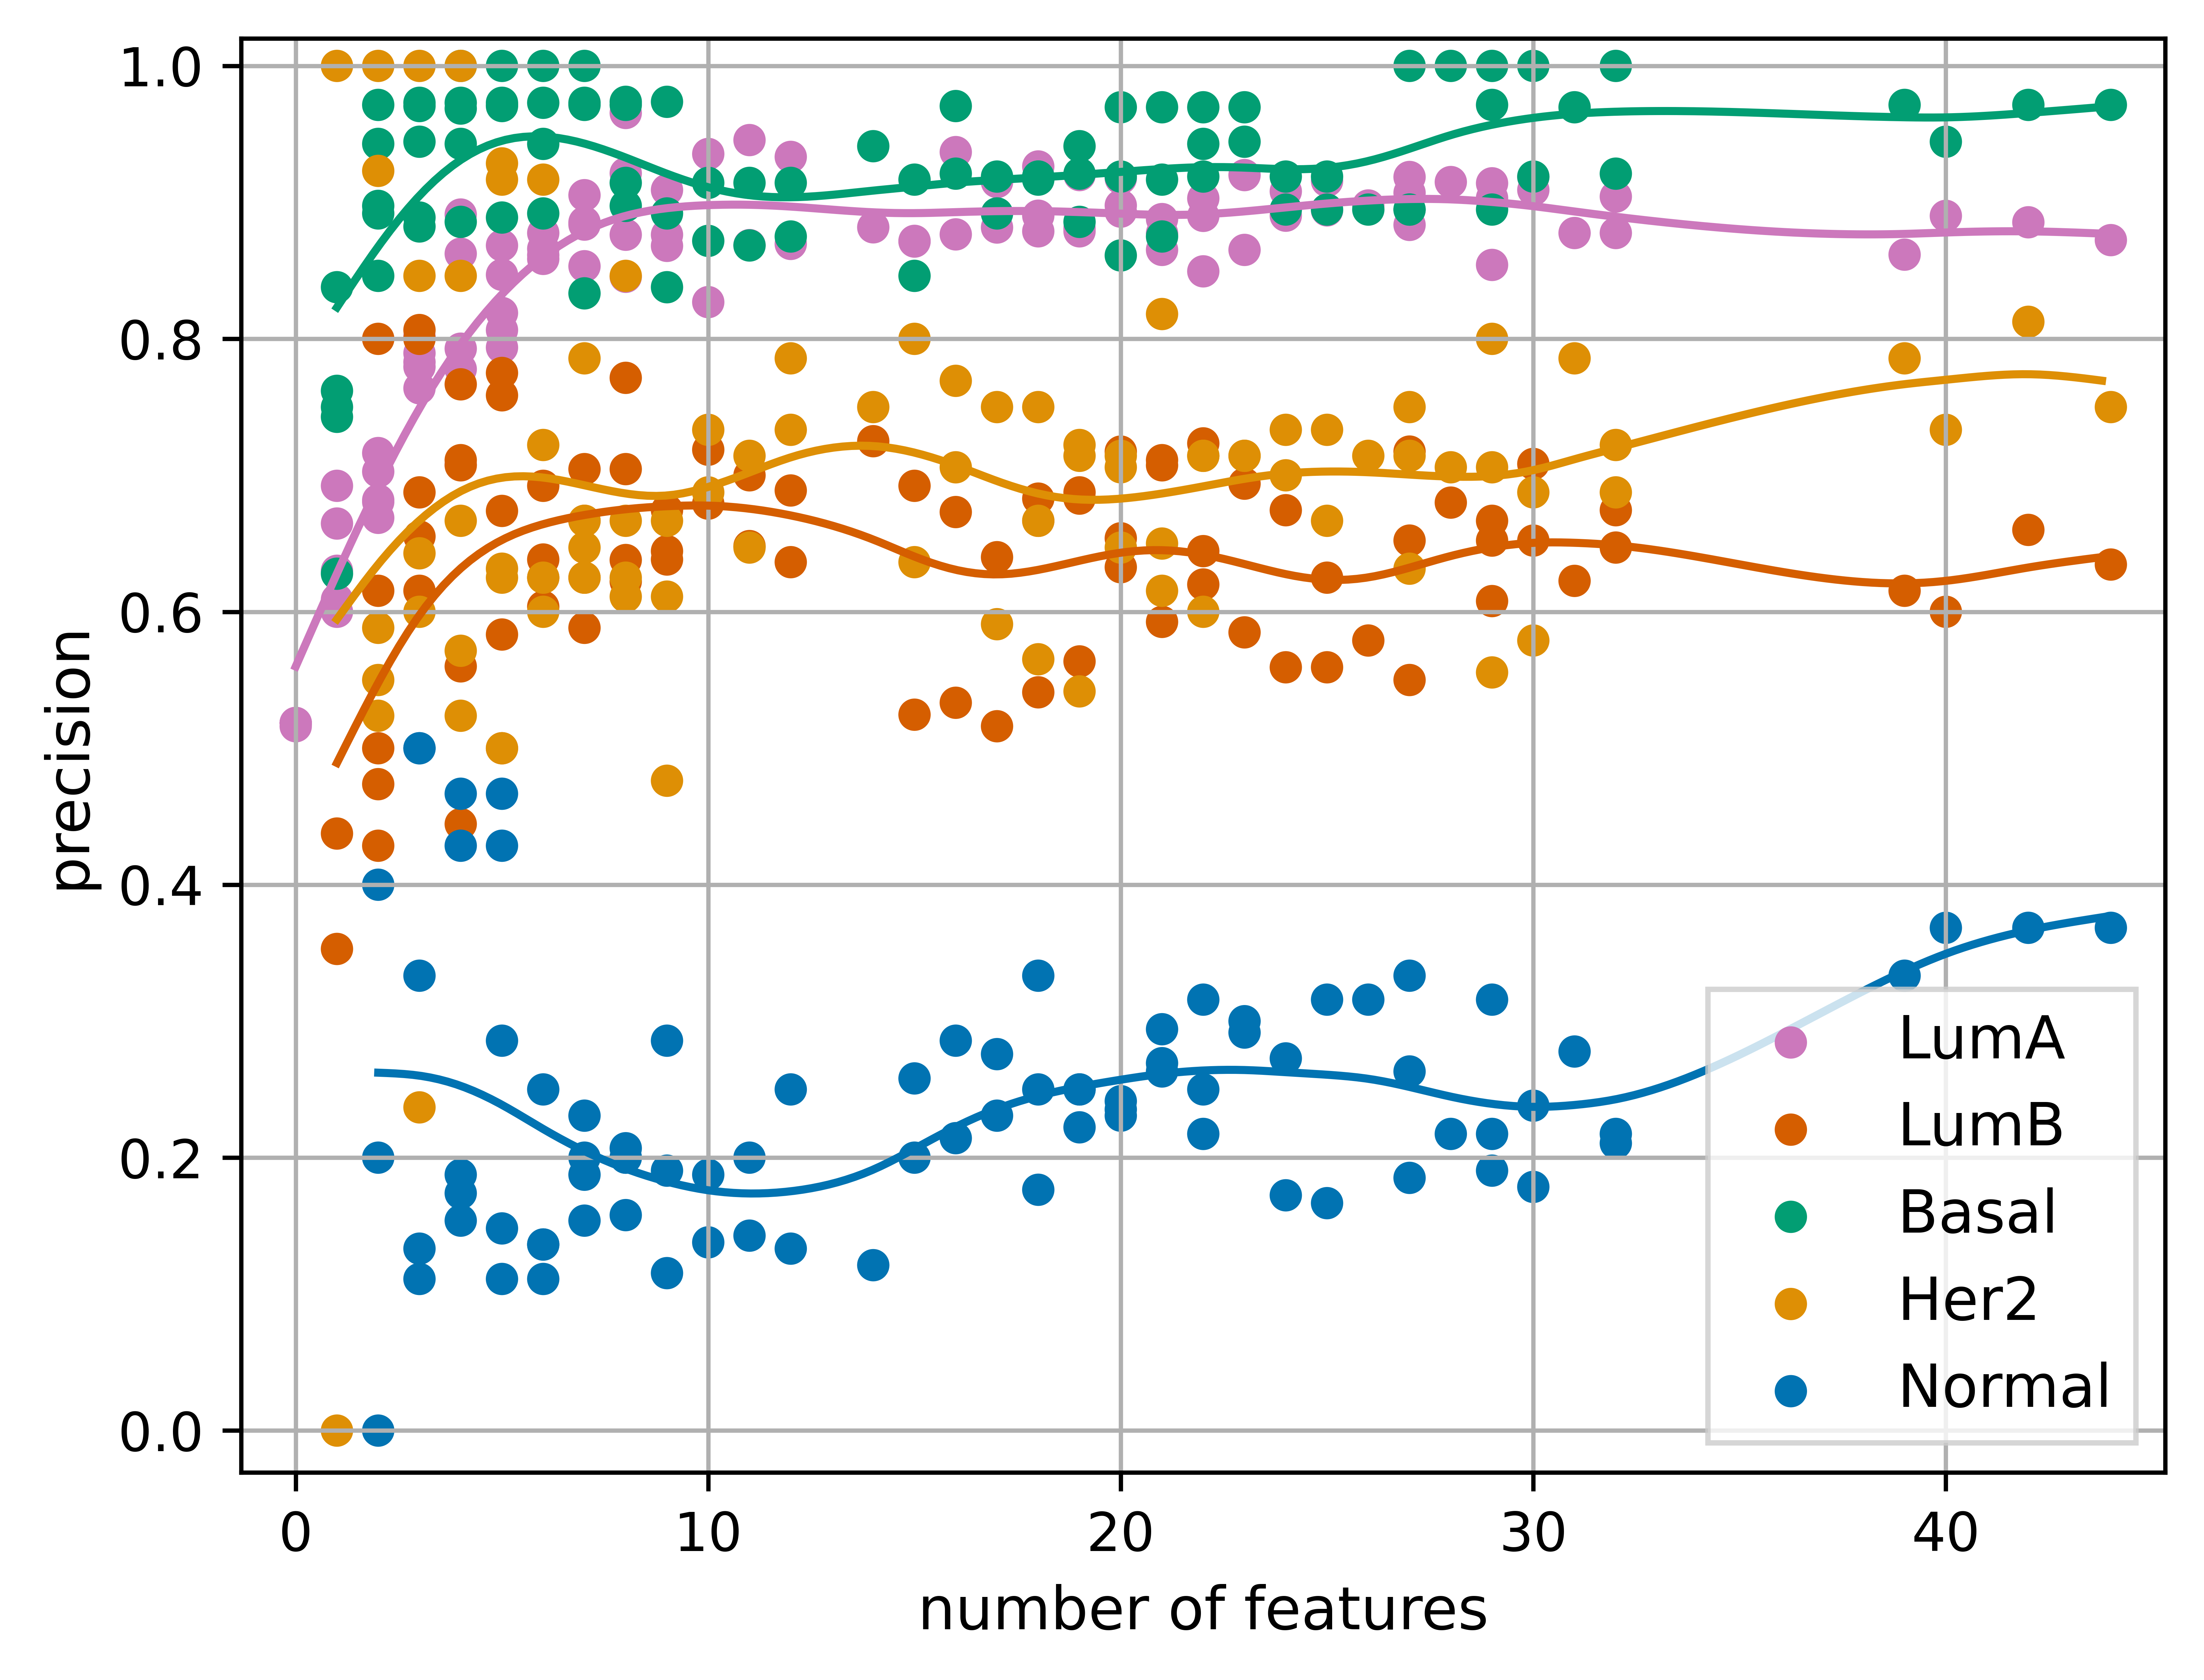 1.0
0.8
0.6
0.4
0.2
0.0
precision
0 10 20 30 40
number of features
LumA
LumB
Basal
Her2
Normal